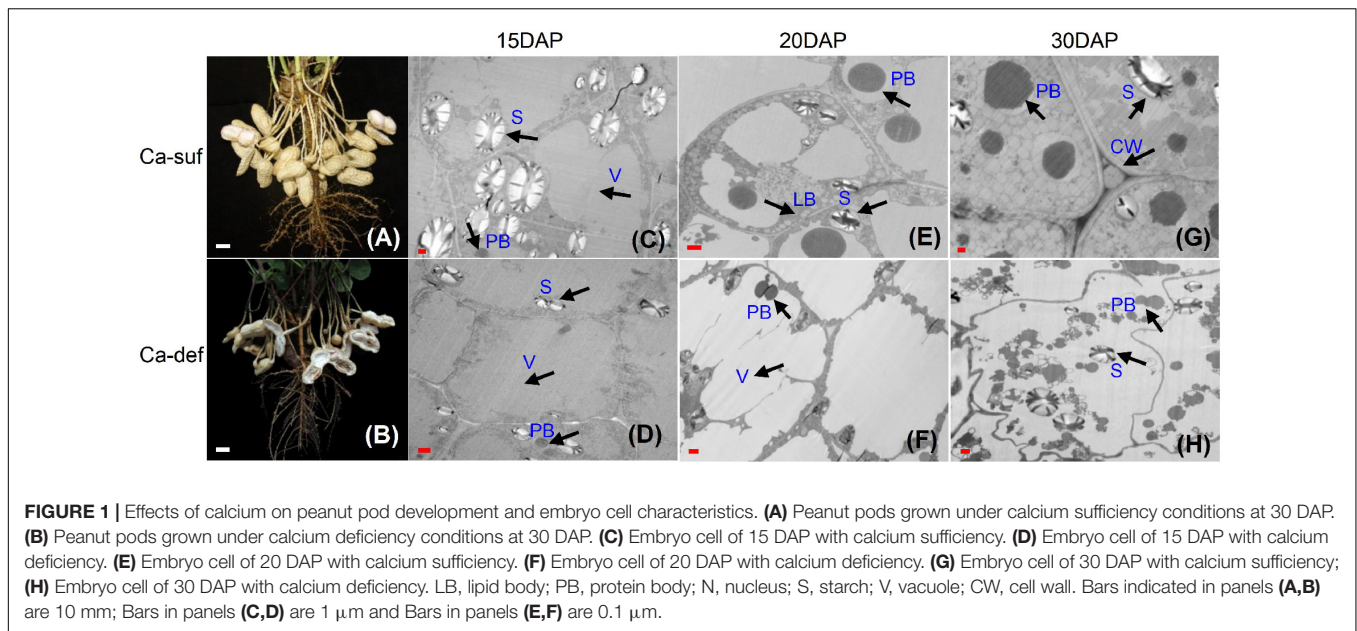 15DAP 20DAP 30DAP
Ca-suf
(A)
S
V
PB
(C)
PB
LB S
(E)
PB
S
CW
(G)
Ca-def
(B)
S
V
PB
(D)
PB
V
(F)
PB
S
(H)
FIGURE 1 | Effects of calcium on peanut pod development and embryo cell characteristics. (A) Peanut pods grown under calcium sufficiency conditions at 30 DAP.
(B) Peanut pods grown under calcium deficiency conditions at 30 DAP. (C) Embryo cell of 15 DAP with calcium sufficiency. (D) Embryo cell of 15 DAP with calcium
deficiency. (E) Embryo cell of 20 DAP with calcium sufficiency. (F) Embryo cell of 20 DAP with calcium deficiency. (G) Embryo cell of 30 DAP with calcium sufficiency;
(H) Embryo cell of 30 DAP with calcium deficiency. LB, lipid body; PB, protein body; N, nucleus; S, starch; V, vacuole; CW, cell wall. Bars indicated in panels (A,B)
are 10 mm; Bars in panels (C,D) are 1 μm and Bars in panels (E,F) are 0.1 μm.